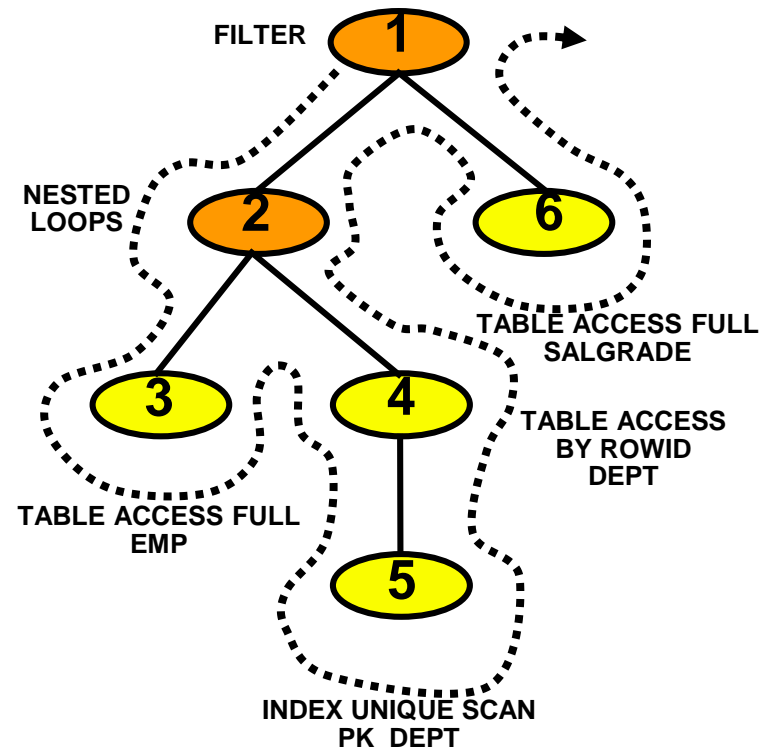 FILTER
1
NESTED
LOOPS
2
6
TABLE ACCESS FULL
SALGRADE
3
4
TABLE ACCESS
BY ROWID
DEPT
TABLE ACCESS FULL
EMP
5
INDEX UNIQUE SCAN
PK_DEPT